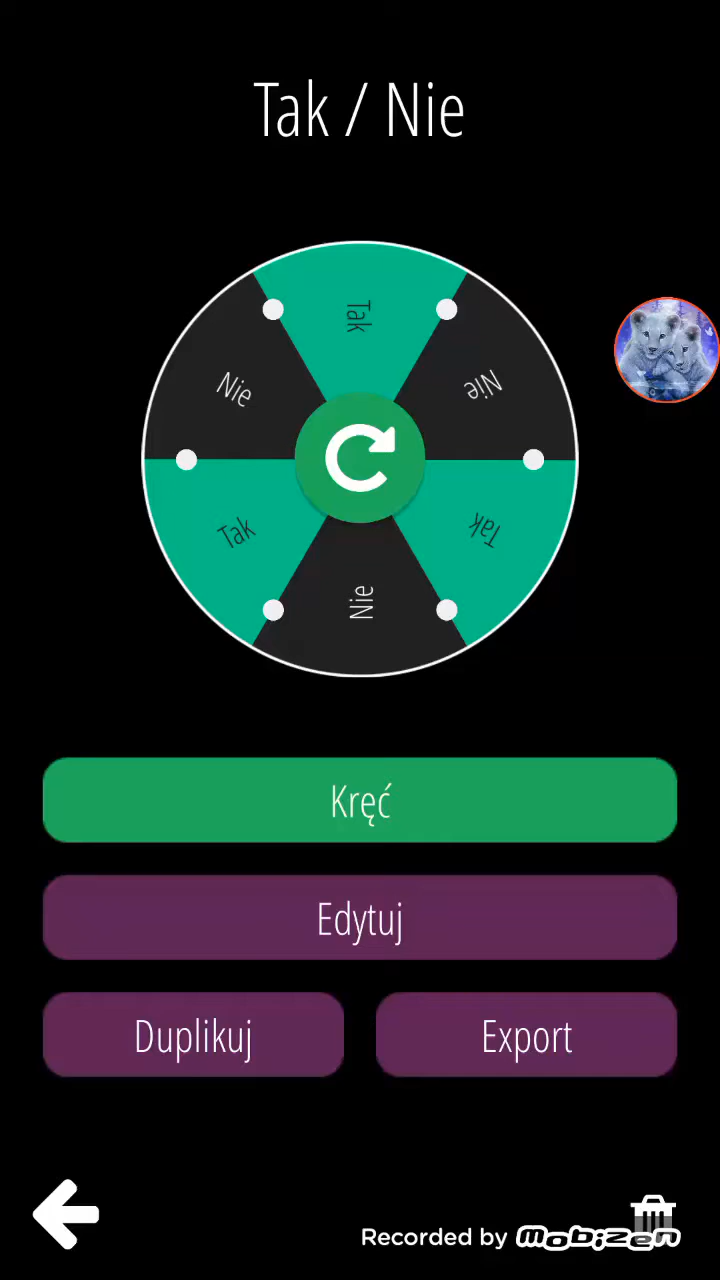 Tak / Nie
Tak
Nie
Nie
Tak
Tak
Nie
Kręć
Edytuj
Duplikuj
Export
Recorded by mobizen